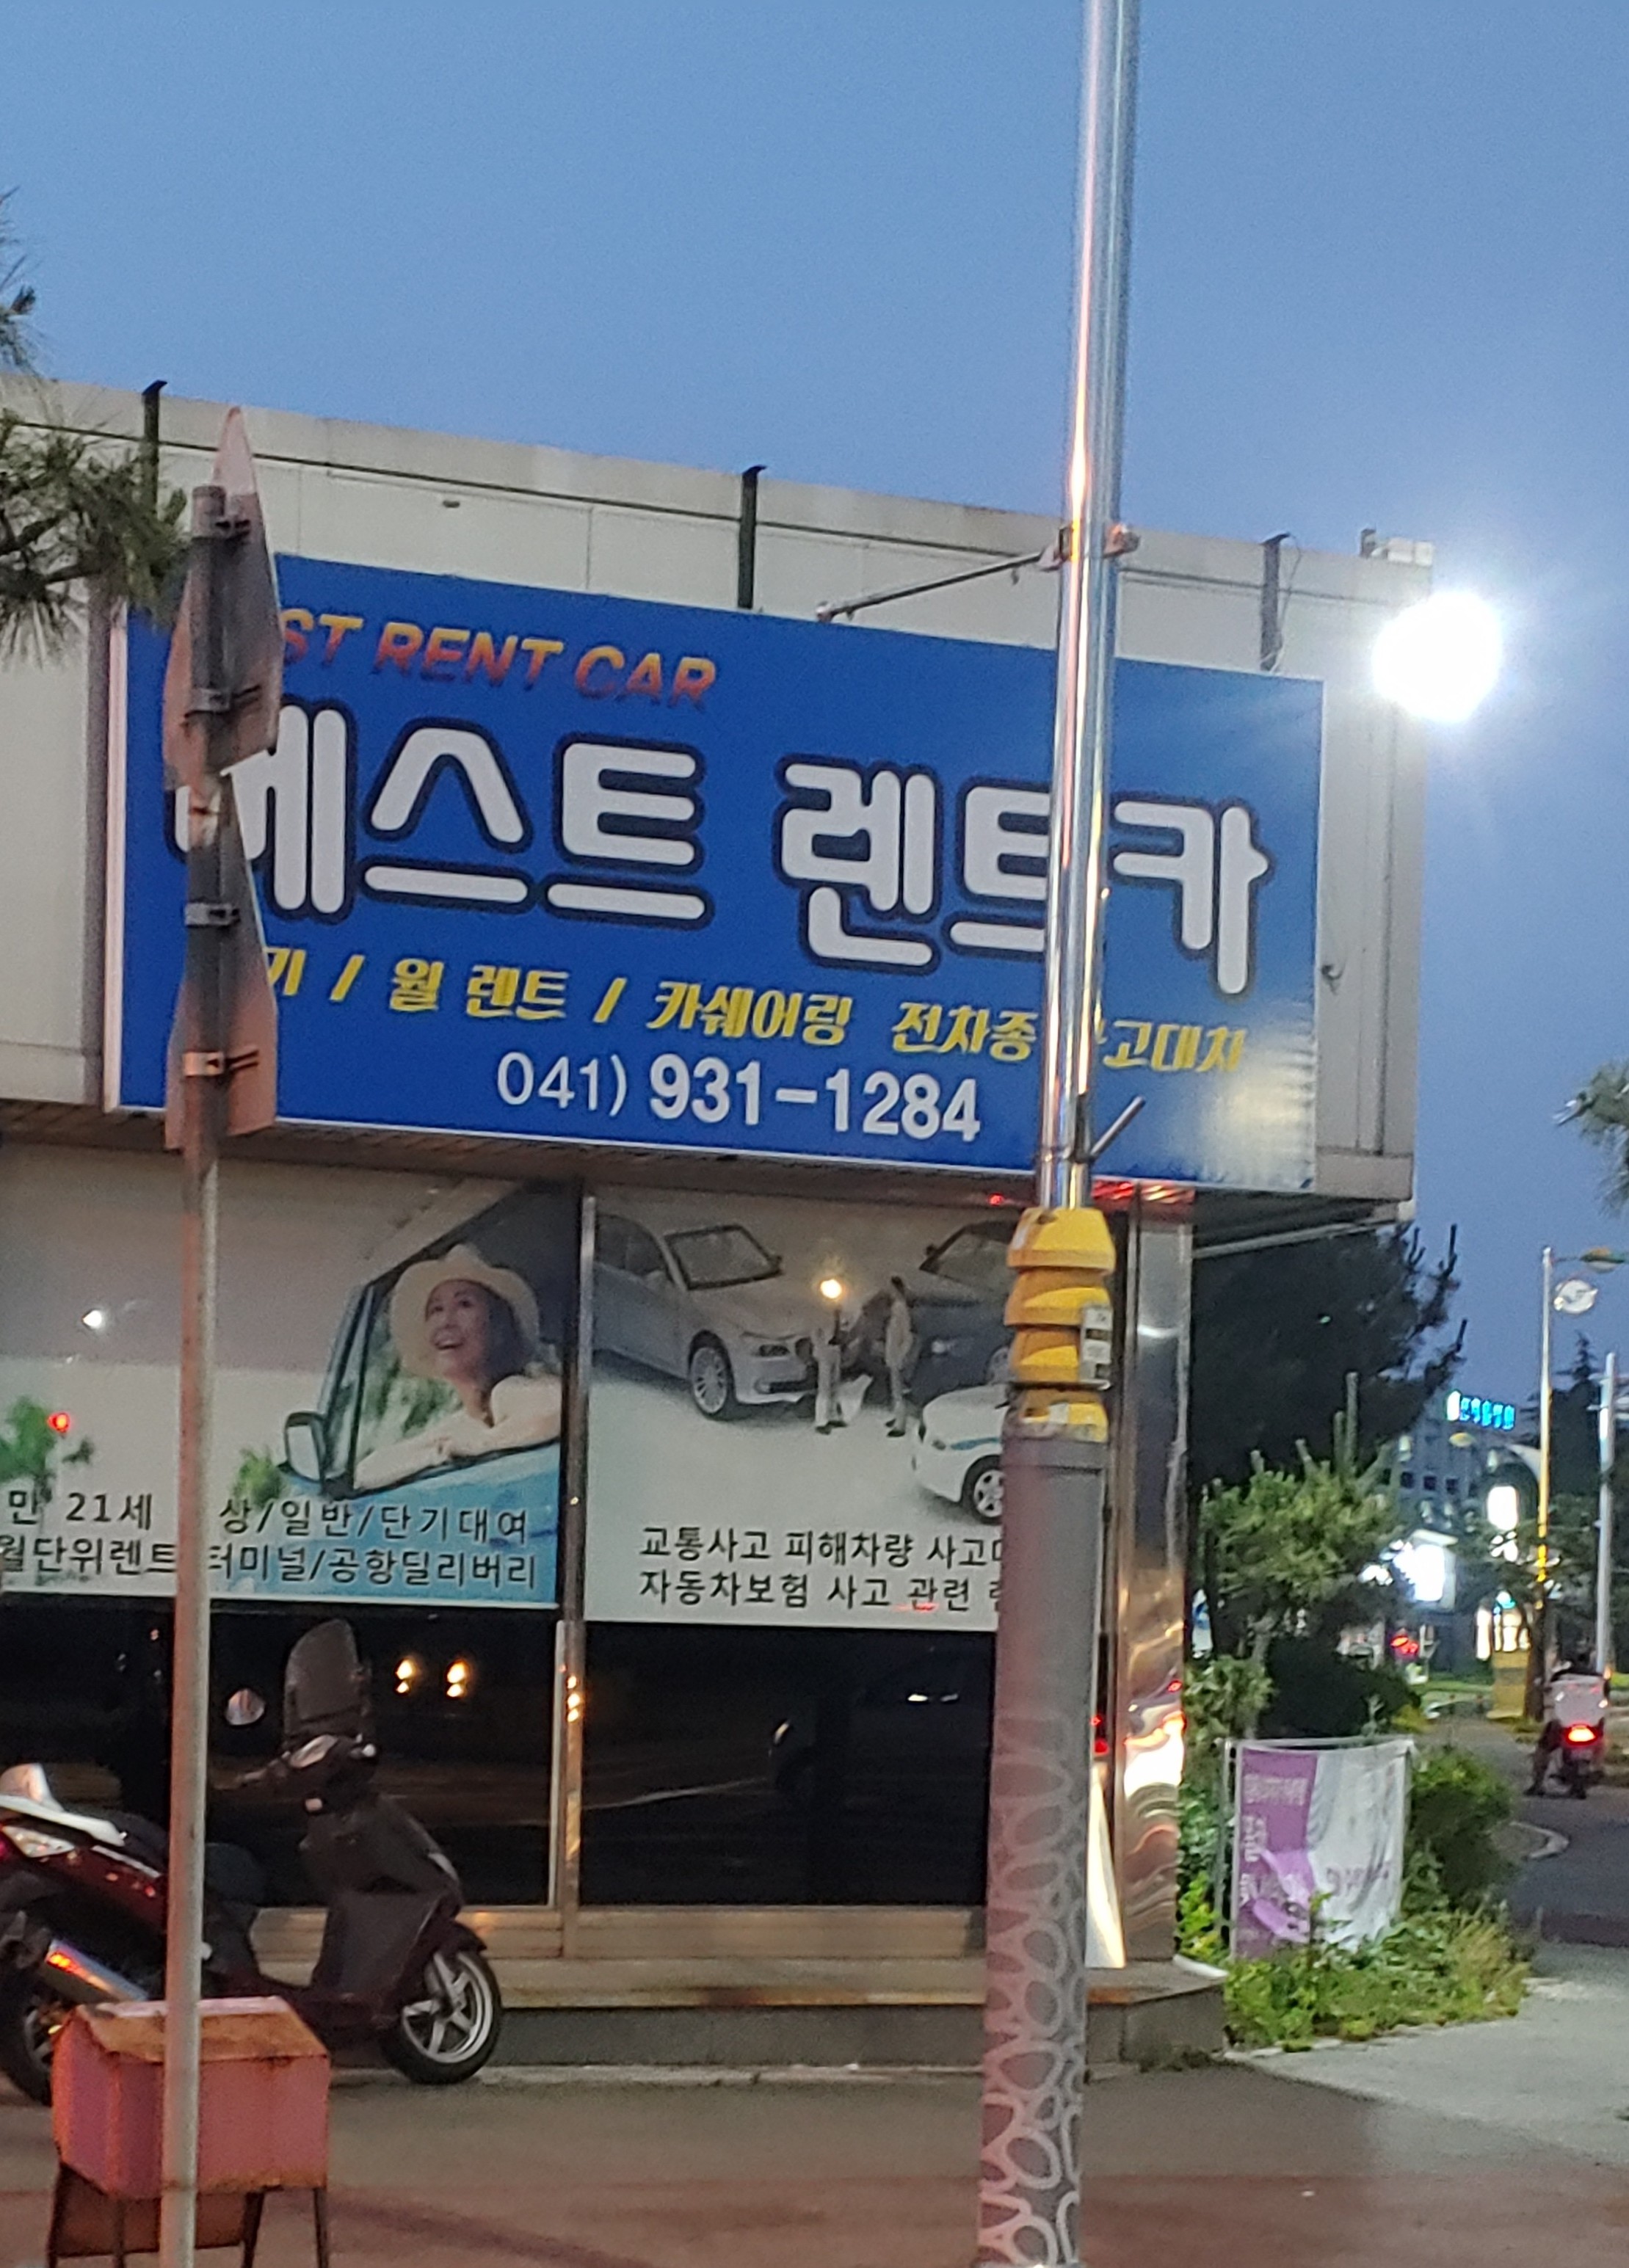 ST RENT CAR
베스트 렌트카
기 / 월 렌트 / 카쉐어링 전차종 사고대차
041) 931-1284
만 21세 상/일반/단기대여
월단위렌트 터미널/공항딜리버리
교통사고 피해차량 사고
자동차보험 사고 관련